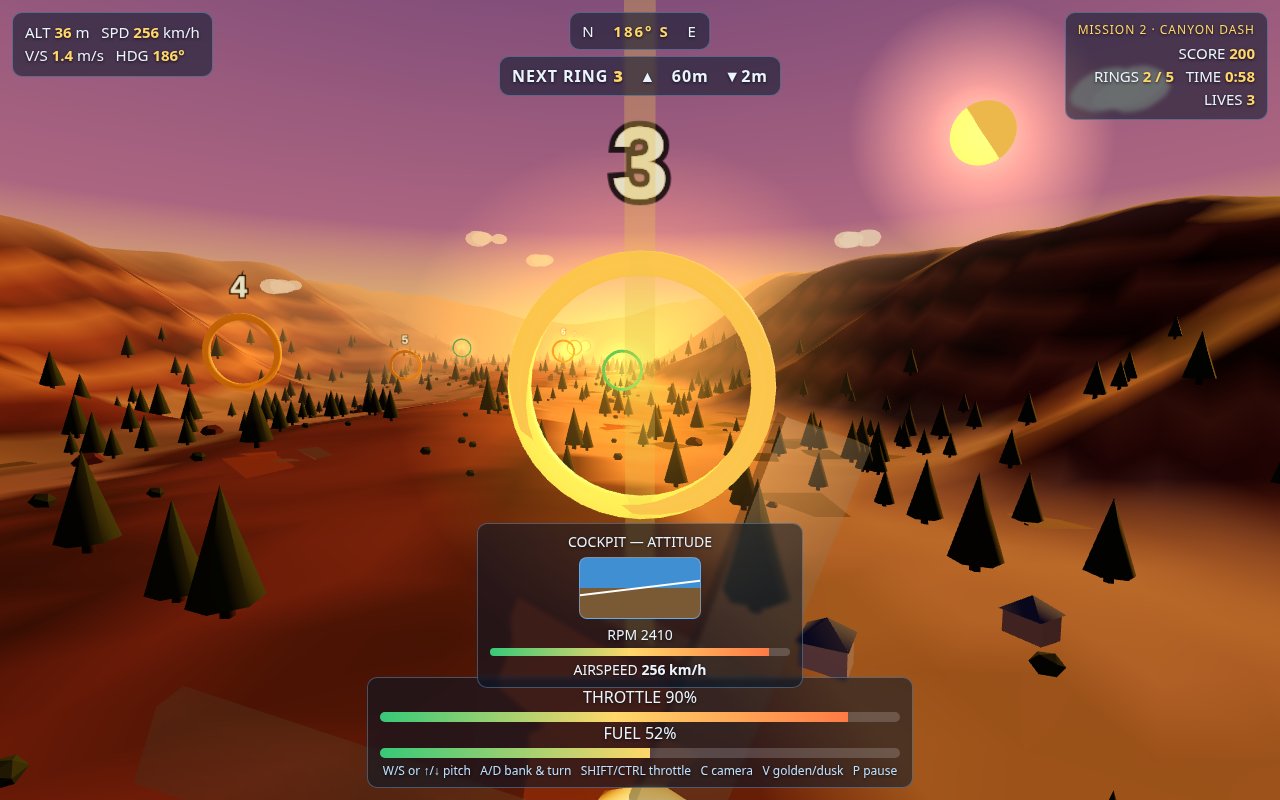 ALT 36 m SPD 256 km/h
V/S 1.4 m/s HDG 186°
N 186° S E
NEXT RING 3 ▲ 60m ▼2m
MISSION 2 · CANYON DASH
SCORE 200
RINGS 2 / 5 TIME 0:58
LIVES 3
3
4
5
6
COCKPIT — ATTITUDE
RPM 2410
AIRSPEED 256 km/h
THROTTLE 90%
FUEL 52%
W/S or ↑/↓ pitch A/D bank & turn SHIFT/CTRL throttle C camera V golden/dusk P pause